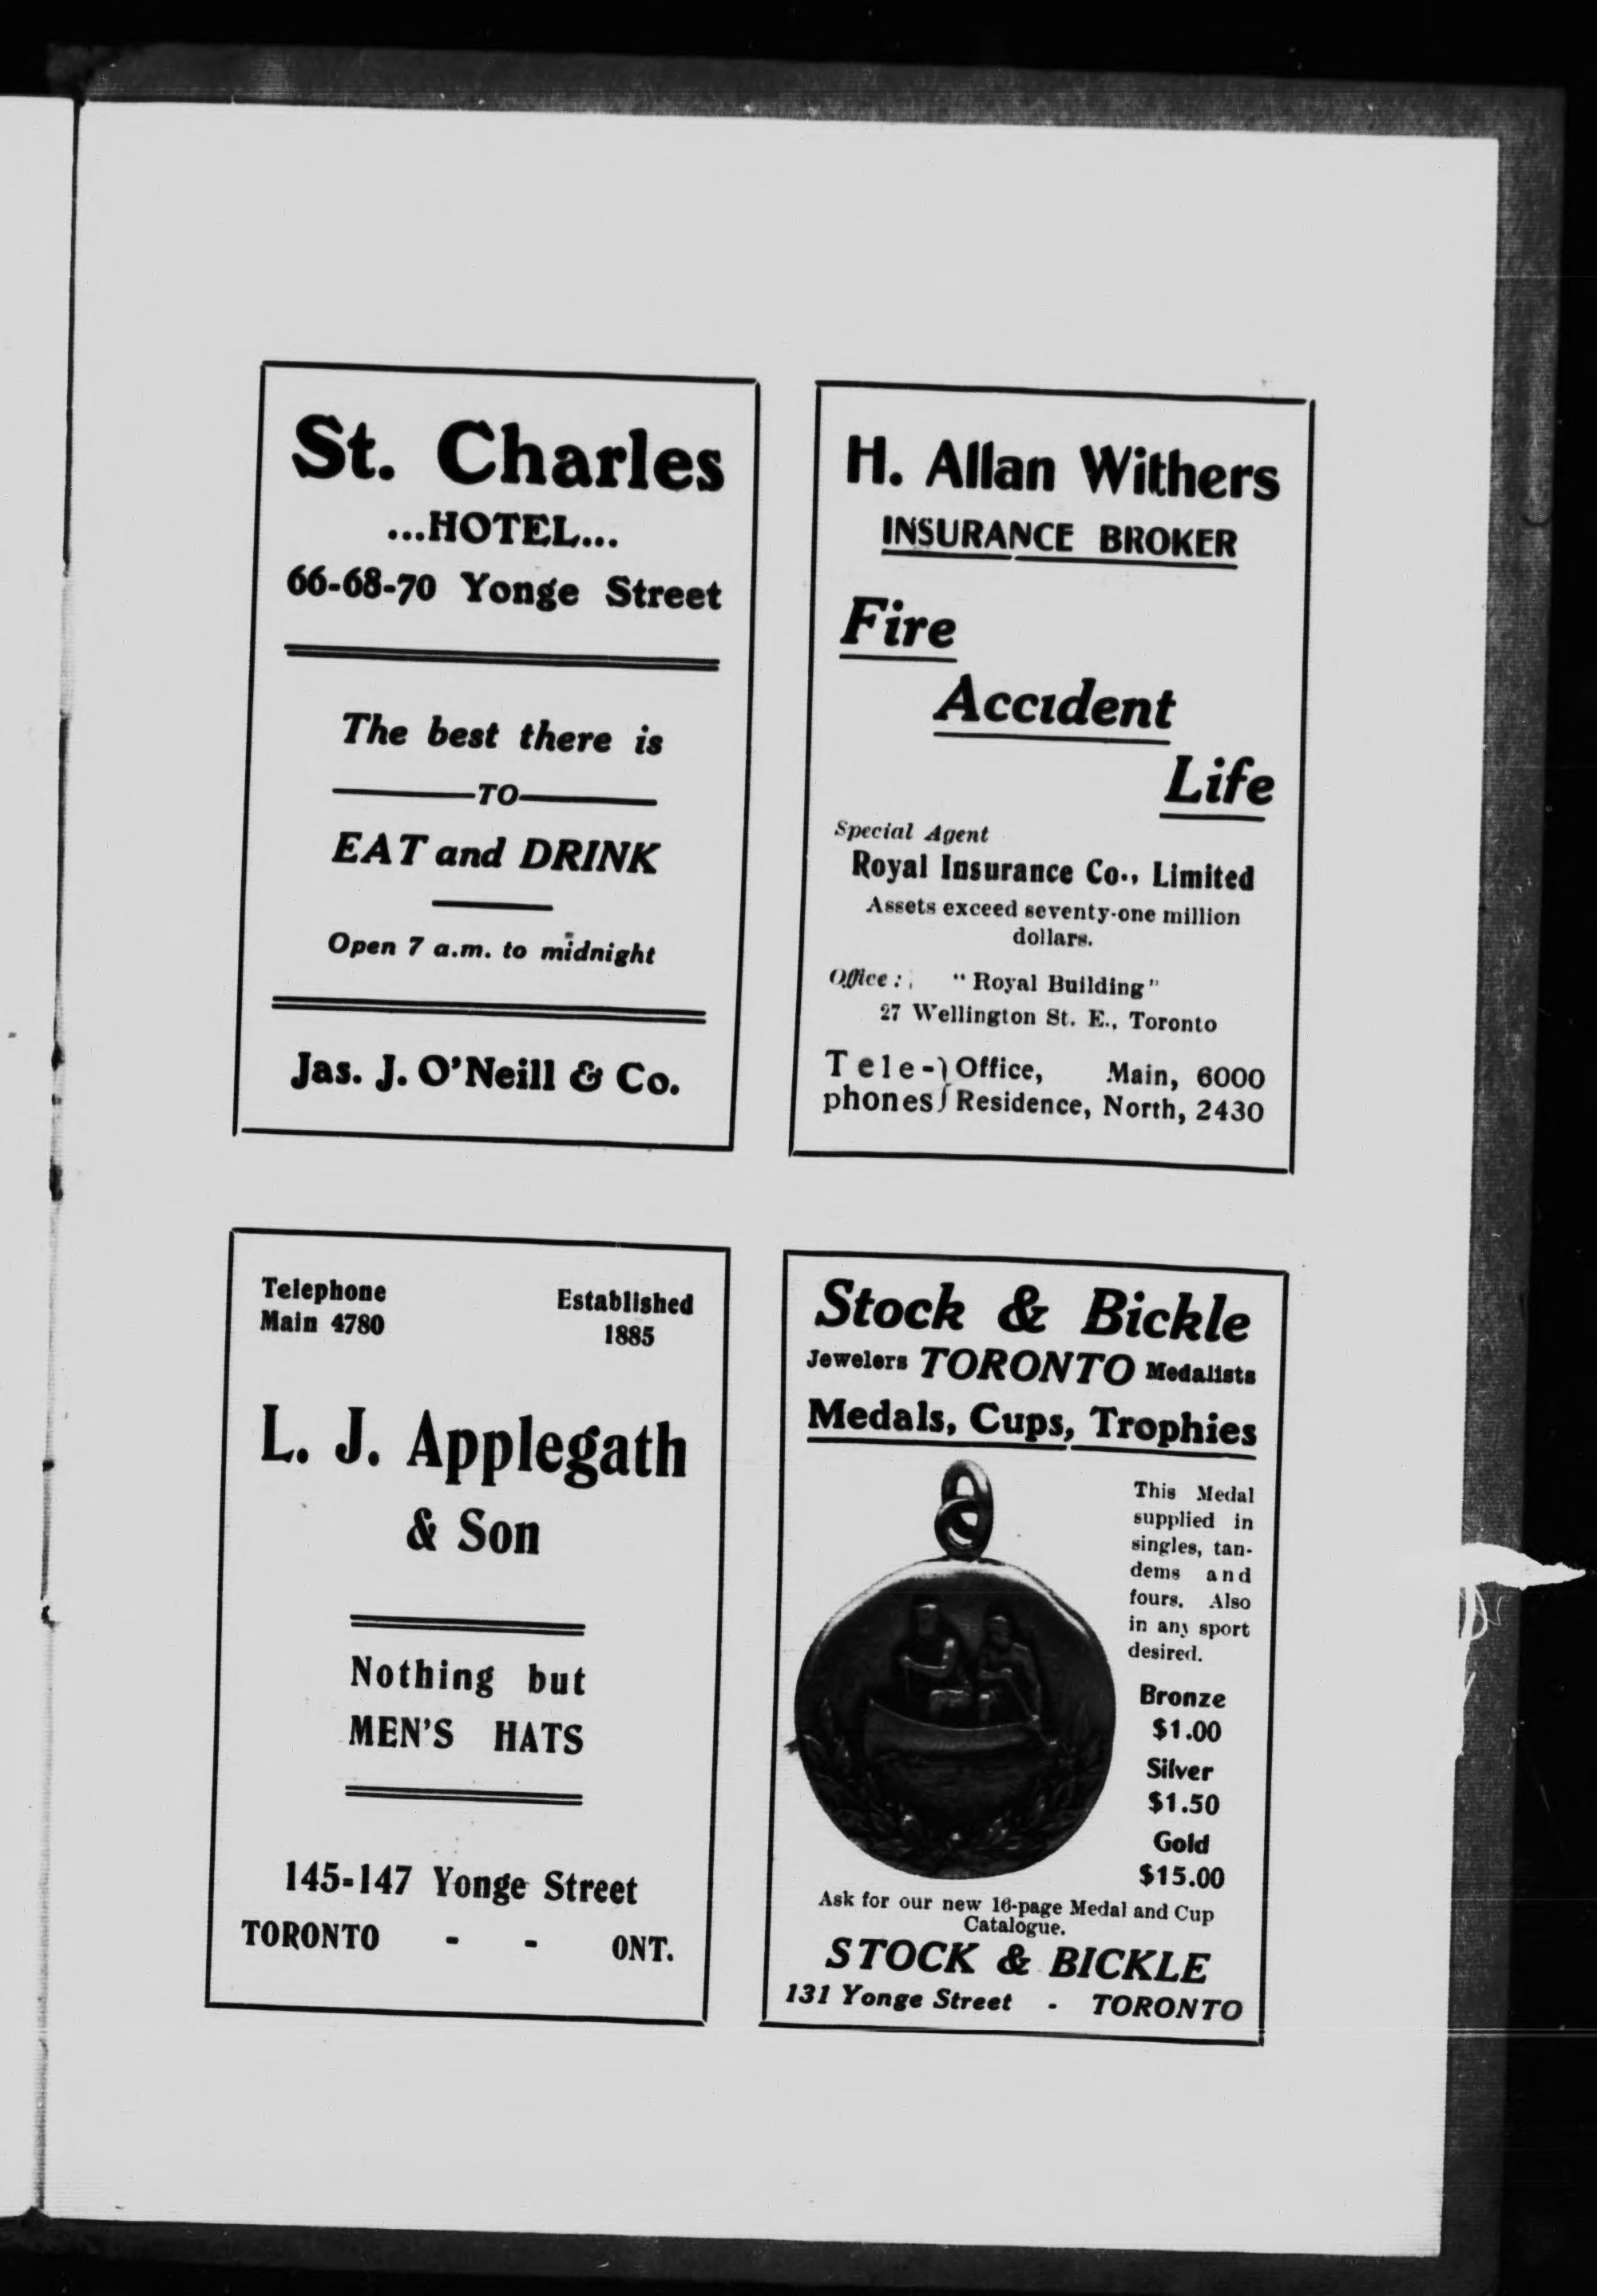 St. Charles
...HOTEL...
66-68-70 Yonge Street
The best there is
TO
EAT and DRINK
Open 7 a.m. to midnight
Jas. J. O'Neill & Co.
H. Allan Withers
INSURANCE BROKER
Fire
Accident
Life
Special Agent
Royal Insurance Co., Limited
Assets exceed seventy-one million
dollars.
Office: "Royal Building"
27 Wellington St. E., Toronto
Tele-} Office, Main, 6000
phones} Residence, North, 2430
Telephone Established
Main 4780 1885
L. J. Applegath
& Son
Nothing but
MEN'S HATS
145-147 Yonge Street
TORONTO - - ONT.
Stock & Bickle
Jewelers TORONTO Medalists
Medals, Cups, Trophies
This Medal
supplied in
singles, tan-
dems and
fours. Also
in any sport
desired.
Bronze
$1.00
Silver
$1.50
Gold
$15.00
Ask for our new 16-page Medal and Cup
Catalogue.
STOCK & BICKLE
131 Yonge Street - TORONTO